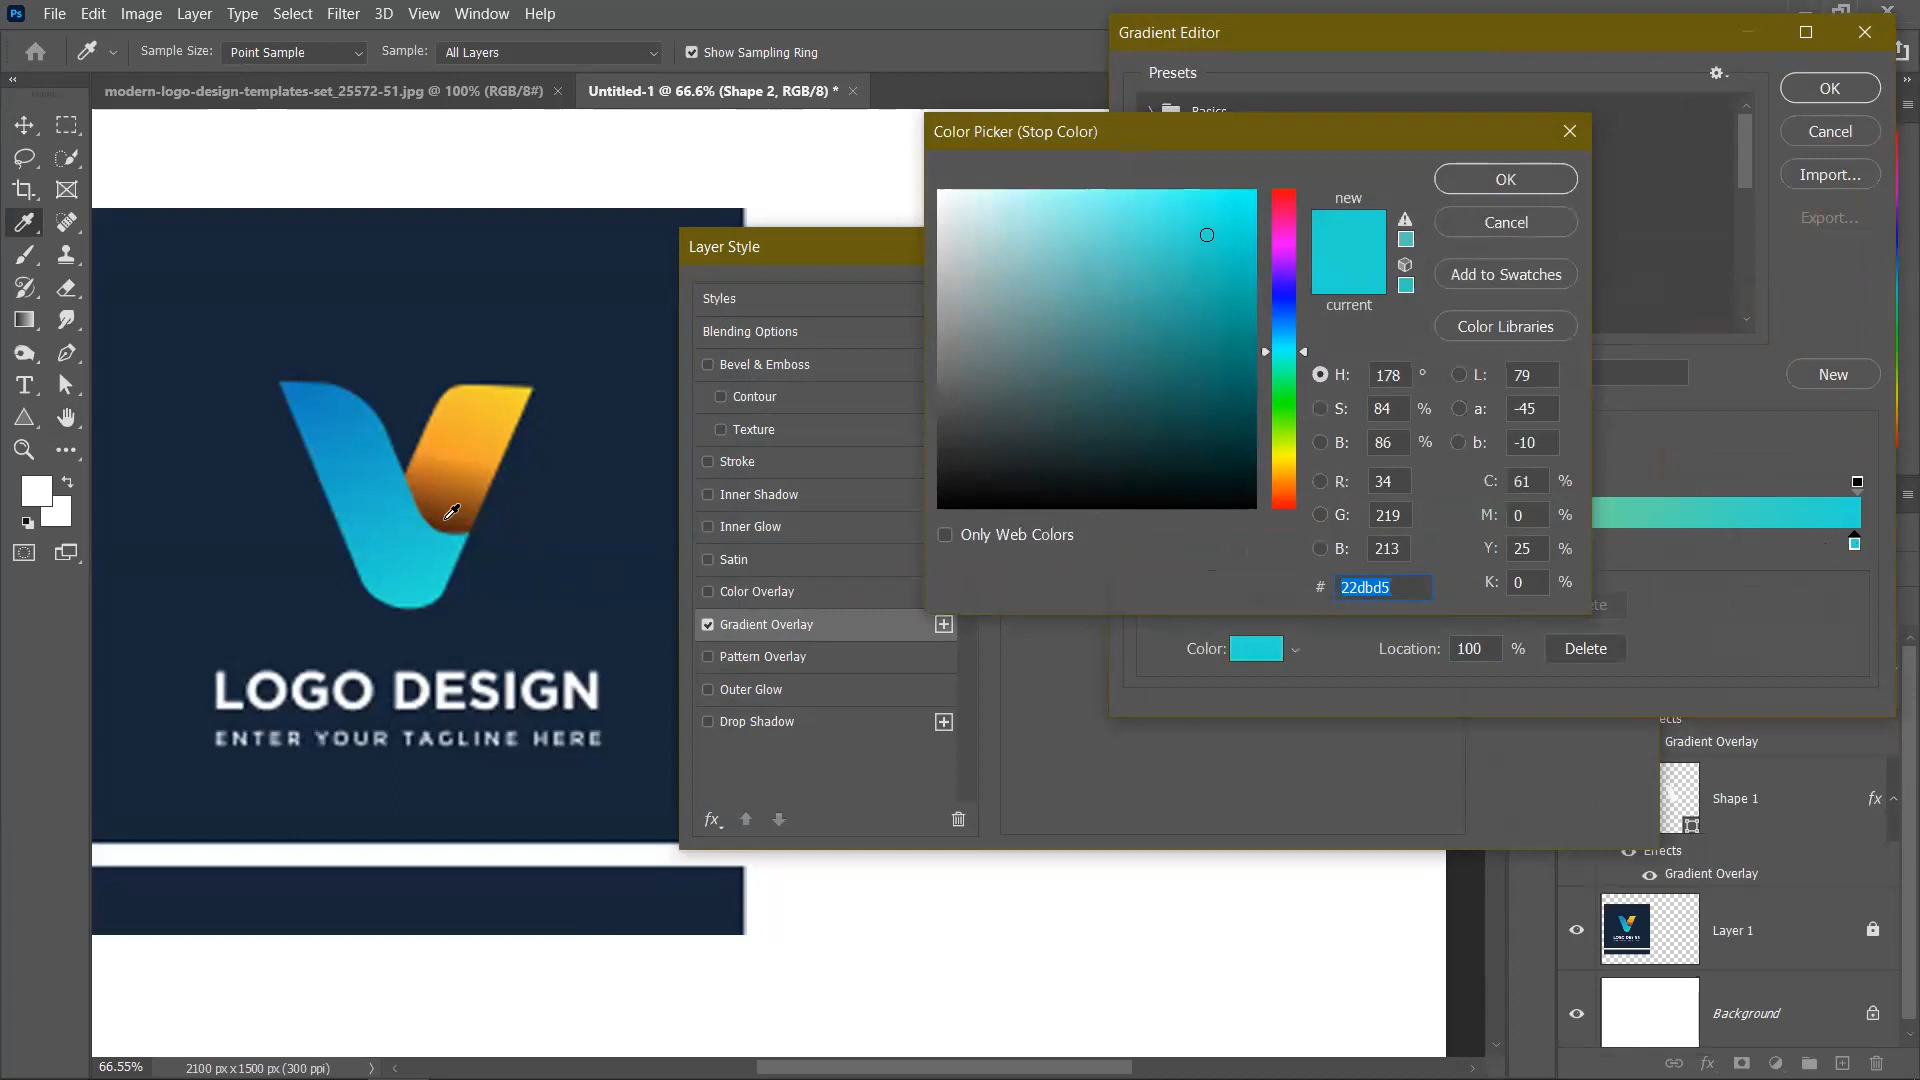 Ps File Edit Image Layer Type Select Filter 3D View Window Help
Sample Size: Point Sample Sample: All Layers Show Sampling Ring
modern-logo-design-templates-set_25572-51.jpg @ 100% (RGB/8#) × Untitled-1 @ 66.6% (Shape 2, RGB/8) * ×
LOGO DESIGN
ENTER YOUR TAGLINE HERE
Layer Style
Styles
Blending Options
Bevel & Emboss
Contour
Texture
Stroke
Inner Shadow
Inner Glow
Satin
Color Overlay
Gradient Overlay
Pattern Overlay
Outer Glow
Drop Shadow
fx
Gradient Editor
Presets
Basics
OK
Cancel
Import...
Export...
New
Color Picker (Stop Color)
new
current
OK
Cancel
Add to Swatches
Color Libraries
H: 178 ° L: 79
S: 84 % a: -45
B: 86 % b: -10
R: 34 C: 61 %
G: 219 M: 0 %
B: 213 Y: 25 %
# 22dbd5 K: 0 %
Only Web Colors
Color: Location: 100 % Delete
Gradient Overlay
Shape 1 fx
Effects
Gradient Overlay
Layer 1
LOGO DESIGN
Background
fx
66.55% 2100 px x 1500 px (300 ppi)